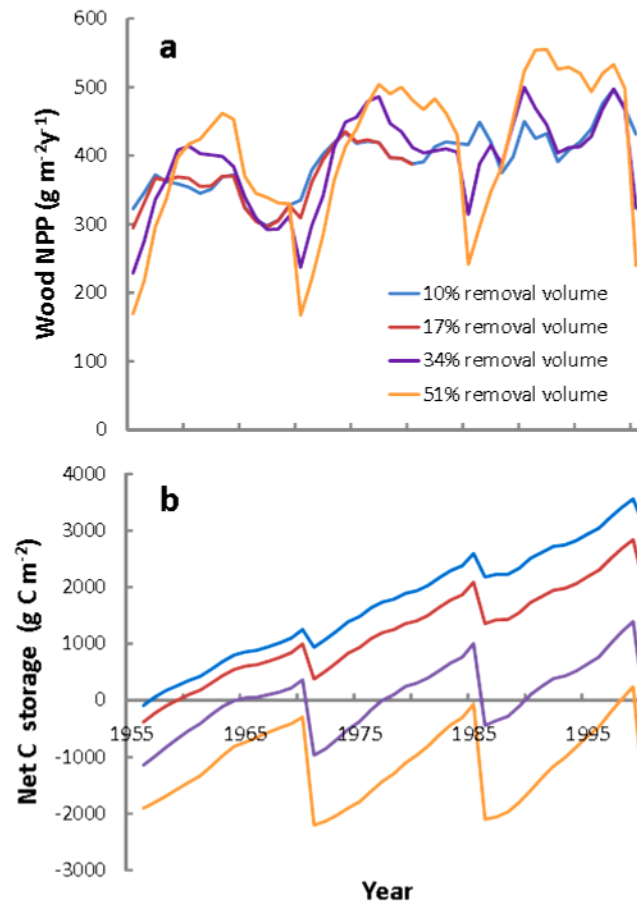 a
600
500
400
300
200
100
0
Wood NPP (g m-2y-1)
10% removal volume
17% removal volume
34% removal volume
51% removal volume
b
4000
3000
2000
1000
0
-1000
-2000
-3000
Net C storage (g C m-2)
1955 1965 1975 1985 1995
Year